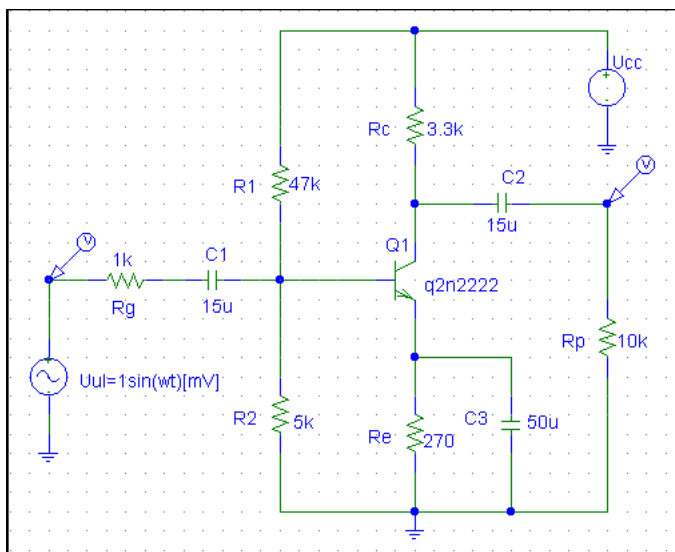 Ucc
+
-
Rc
3.3k
R1
47k
C2
15u
V
V
1k
Rg
C1
15u
Q1
q2n2222
Uul=1sin(wt)[mV]
+
-
R2
5k
Re
270
C3
50u
Rp
10k